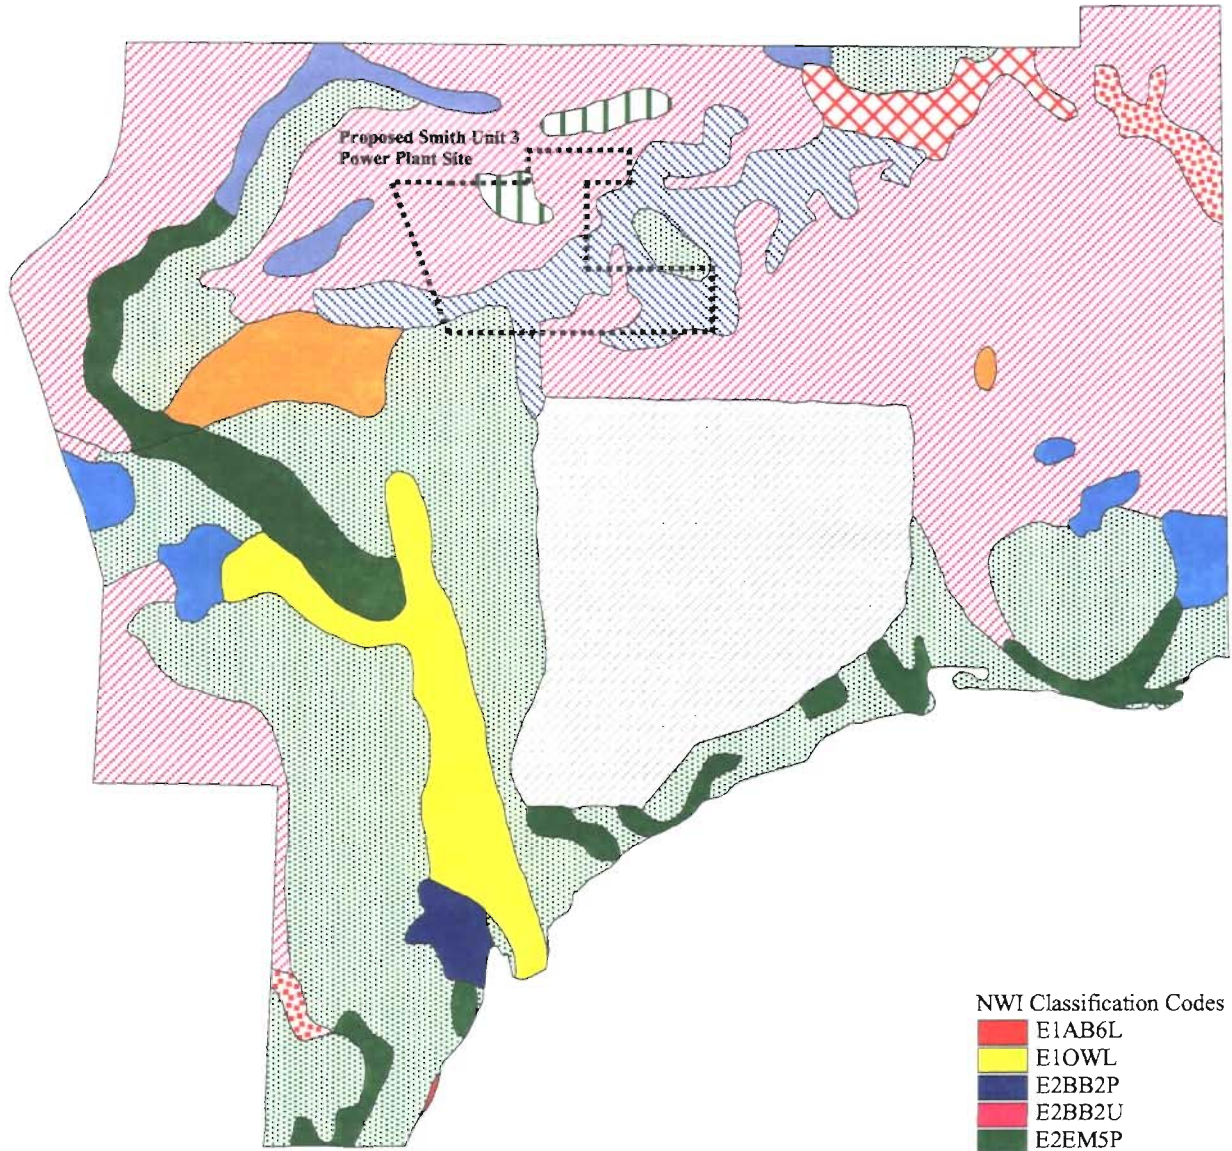 Proposed Smith Unit 3
Power Plant Site
NWI Classification Codes
E1AB6L
E1OWL
E2BB2P
E2BB2U
E2EM5P